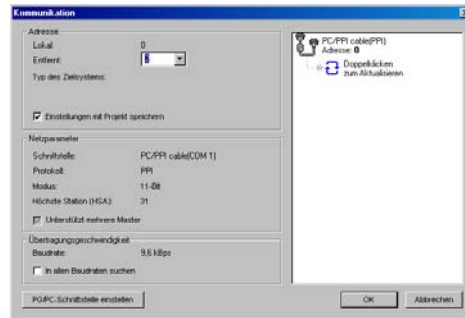 Kommunikation
Adresse
Lokal: 0
Entfernt: 2
Typ des Zielsystems:
Einstellungen mit Projekt speichern
Netzparameter
Schnittstelle: PC/PPI cable(COM 1)
Protokoll: PPI
Modus: 11-Bit
Höchste Station (HSA): 31
Unterstützt mehrere Master
Übertragungsgeschwindigkeit
Baudrate: 9,6 kBps
In allen Baudraten suchen
PG/PC-Schnittstelle einstellen
PC/PPI cable(PPI)
Adresse: 0
Doppelklicken
zum Aktualisieren
OK
Abbrechen